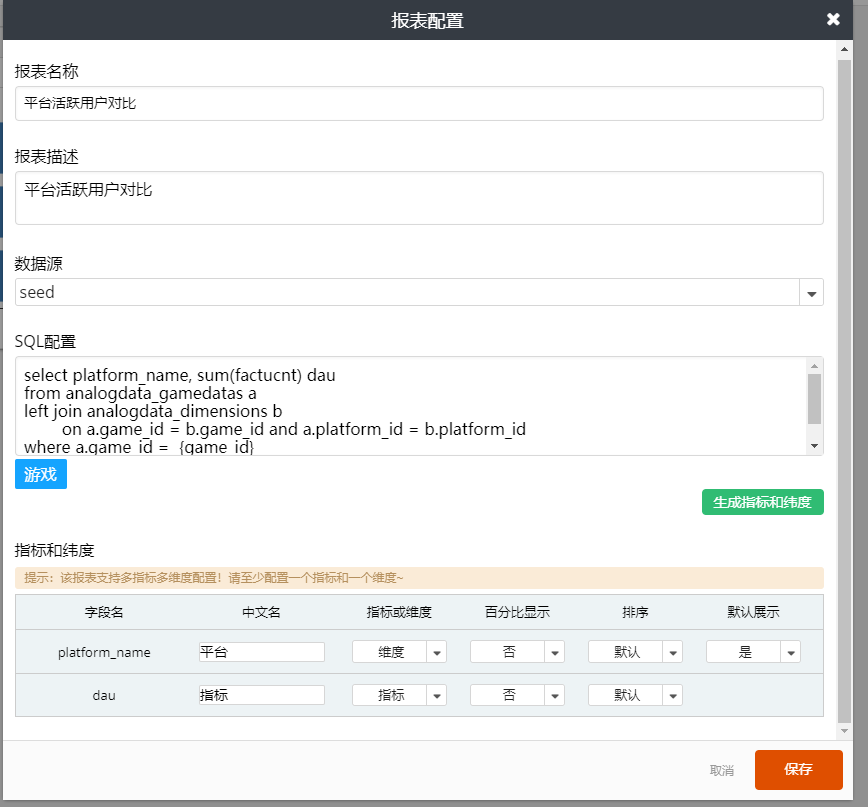 报表配置
报表名称
平台活跃用户对比
报表描述
平台活跃用户对比
数据源
seed
SQL配置
select platform_name, sum(factucnt) dau
from analogdata_gamedatas a
left join analogdata_dimensions b
on a.game_id = b.game_id and a.platform_id = b.platform_id
where a.game_id = {game_id}
游戏
生成指标和纬度
指标和纬度
提示：该报表支持多指标多维度配置！请至少配置一个指标和一个维度~
字段名 中文名 指标或维度 百分比显示 排序 默认展示
platform_name 平台 维度 否 默认 是
dau 指标 指标 否 默认
取消 保存